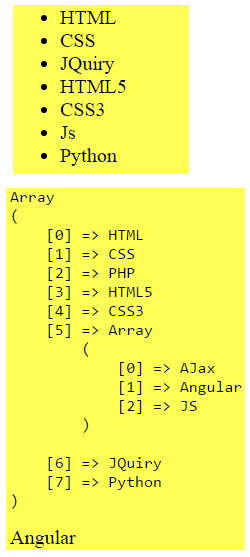 HTML
CSS
JQuiry
HTML5
CSS3
Js
Python
Array
(
[0] => HTML
[1] => CSS
[2] => PHP
[3] => HTML5
[4] => CSS3
[5] => Array
(
[0] => AJax
[1] => Angular
[2] => JS
)
[6] => JQuiry
[7] => Python
)
Angular